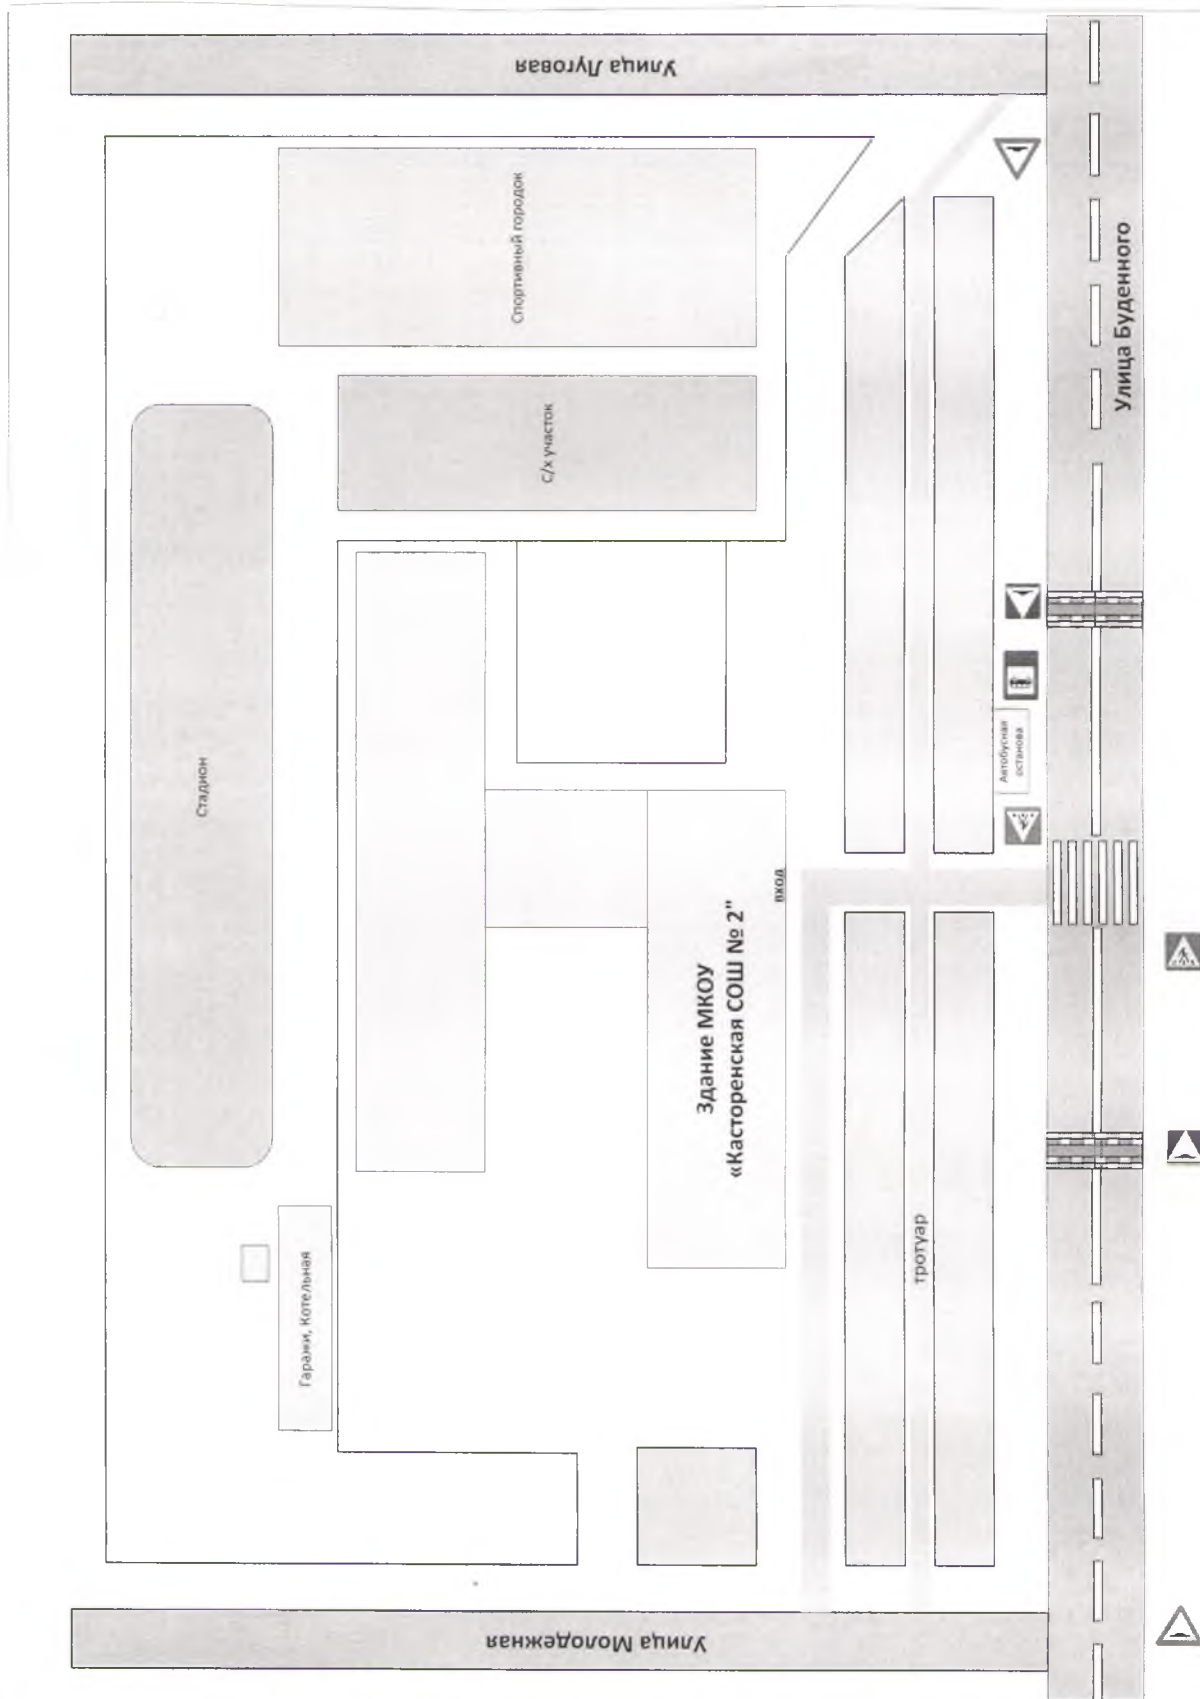 Улица Луговая
Спортивный городок
С/х участок
Улица Буденного
Стадион
Автобусная
останова
вход
Здание МКОУ
«Касторенская СОШ № 2"
тротуар
Гаражи, Котельная
Улица Молодежная